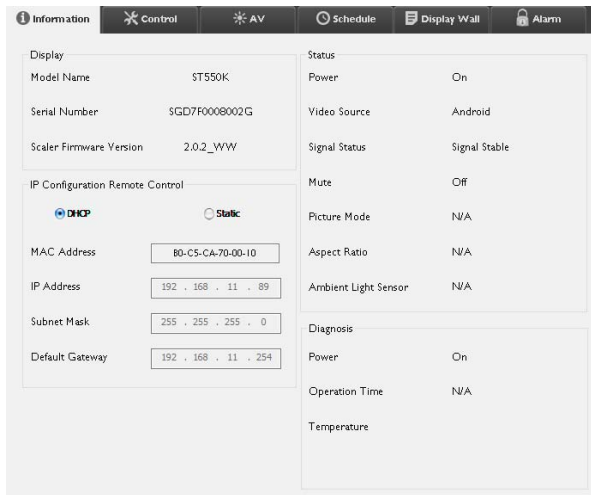 Information Control AV Schedule Display Wall Alarm
Display
Model Name ST550K
Serial Number SGD7F0008002G
Scaler Firmware Version 2.0.2_WW
IP Configuration Remote Control
DHCP Static
MAC Address B0-C5-CA-70-00-10
IP Address 192 . 168 . 11 . 89
Subnet Mask 255 . 255 . 255 . 0
Default Gateway 192 . 168 . 11 . 254
Status
Power On
Video Source Android
Signal Status Signal Stable
Mute Off
Picture Mode N/A
Aspect Ratio N/A
Ambient Light Sensor N/A
Diagnosis
Power On
Operation Time N/A
Temperature